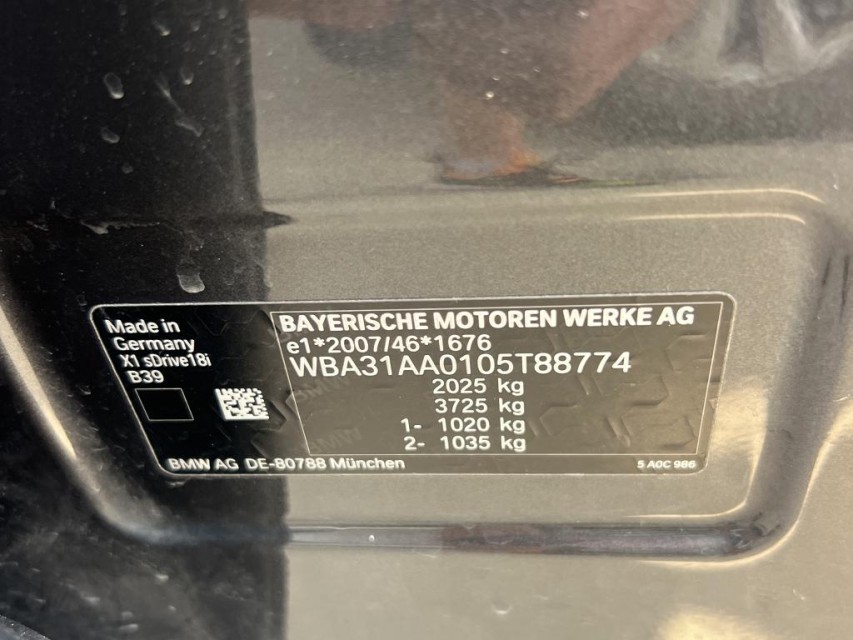 Made in
Germany
X1 sDrive18i
B39
BAYERISCHE MOTOREN WERKE AG
e1*2007/46*1676
WBA31AA0105T88774
2025 kg
3725 kg
1- 1020 kg
2- 1035 kg
BMW AG DE-80788 München
5 A0C 986